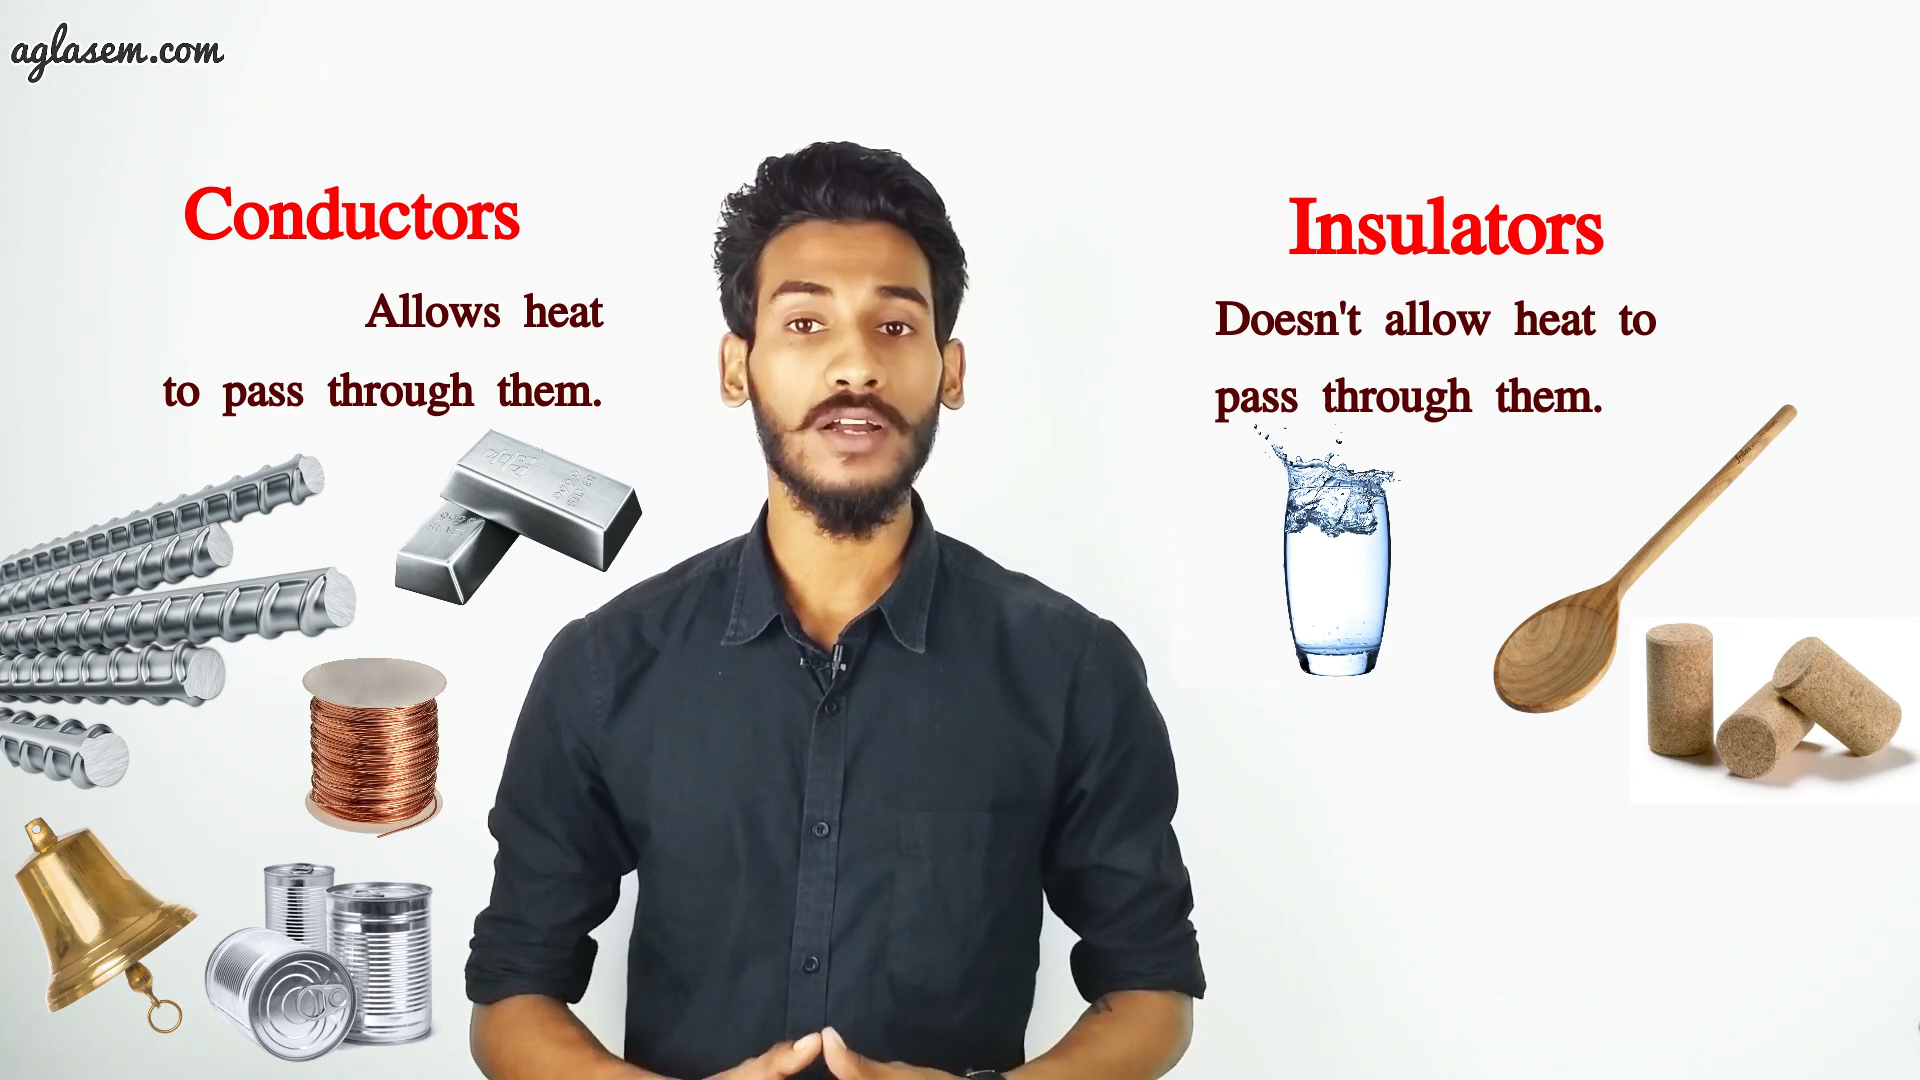 aglasem.com
Conductors
Allows heat
to pass through them.
Insulators
Doesn't allow heat to
pass through them.